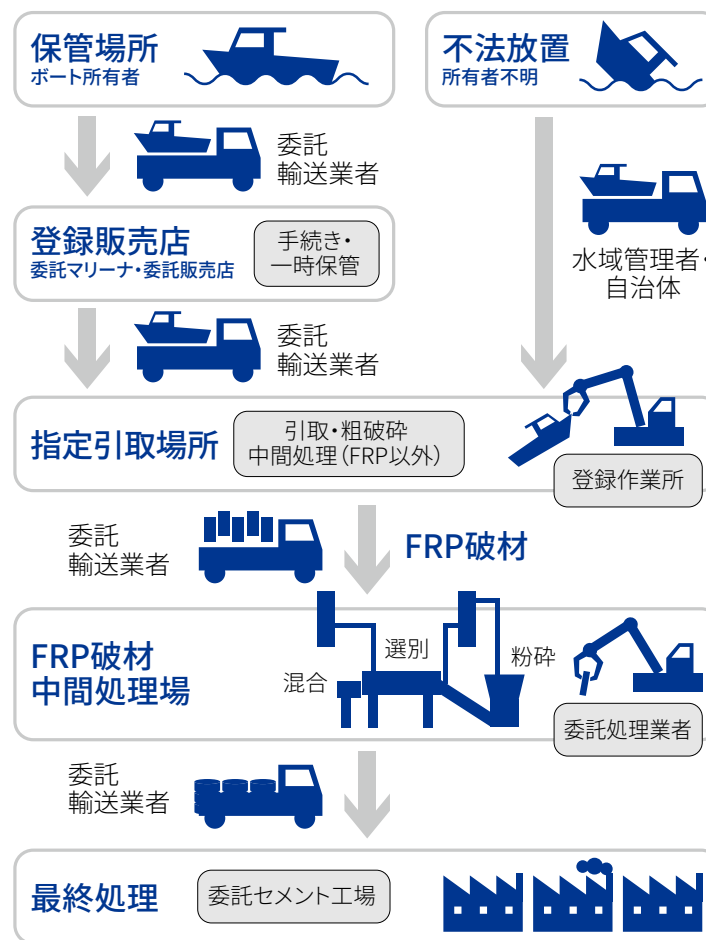 保管場所
ボート所有者
不法放置
所有者不明
委託
輸送業者
水域管理者・
自治体
登録販売店
委託マリーナ・委託販売店
手続き・
一時保管
委託
輸送業者
指定引取場所
引取・粗破砕
中間処理(FRP以外)
登録作業所
委託
輸送業者
FRP破材
FRP破材
中間処理場
混合
選別
粉砕
委託処理業者
委託
輸送業者
最終処理
委託セメント工場